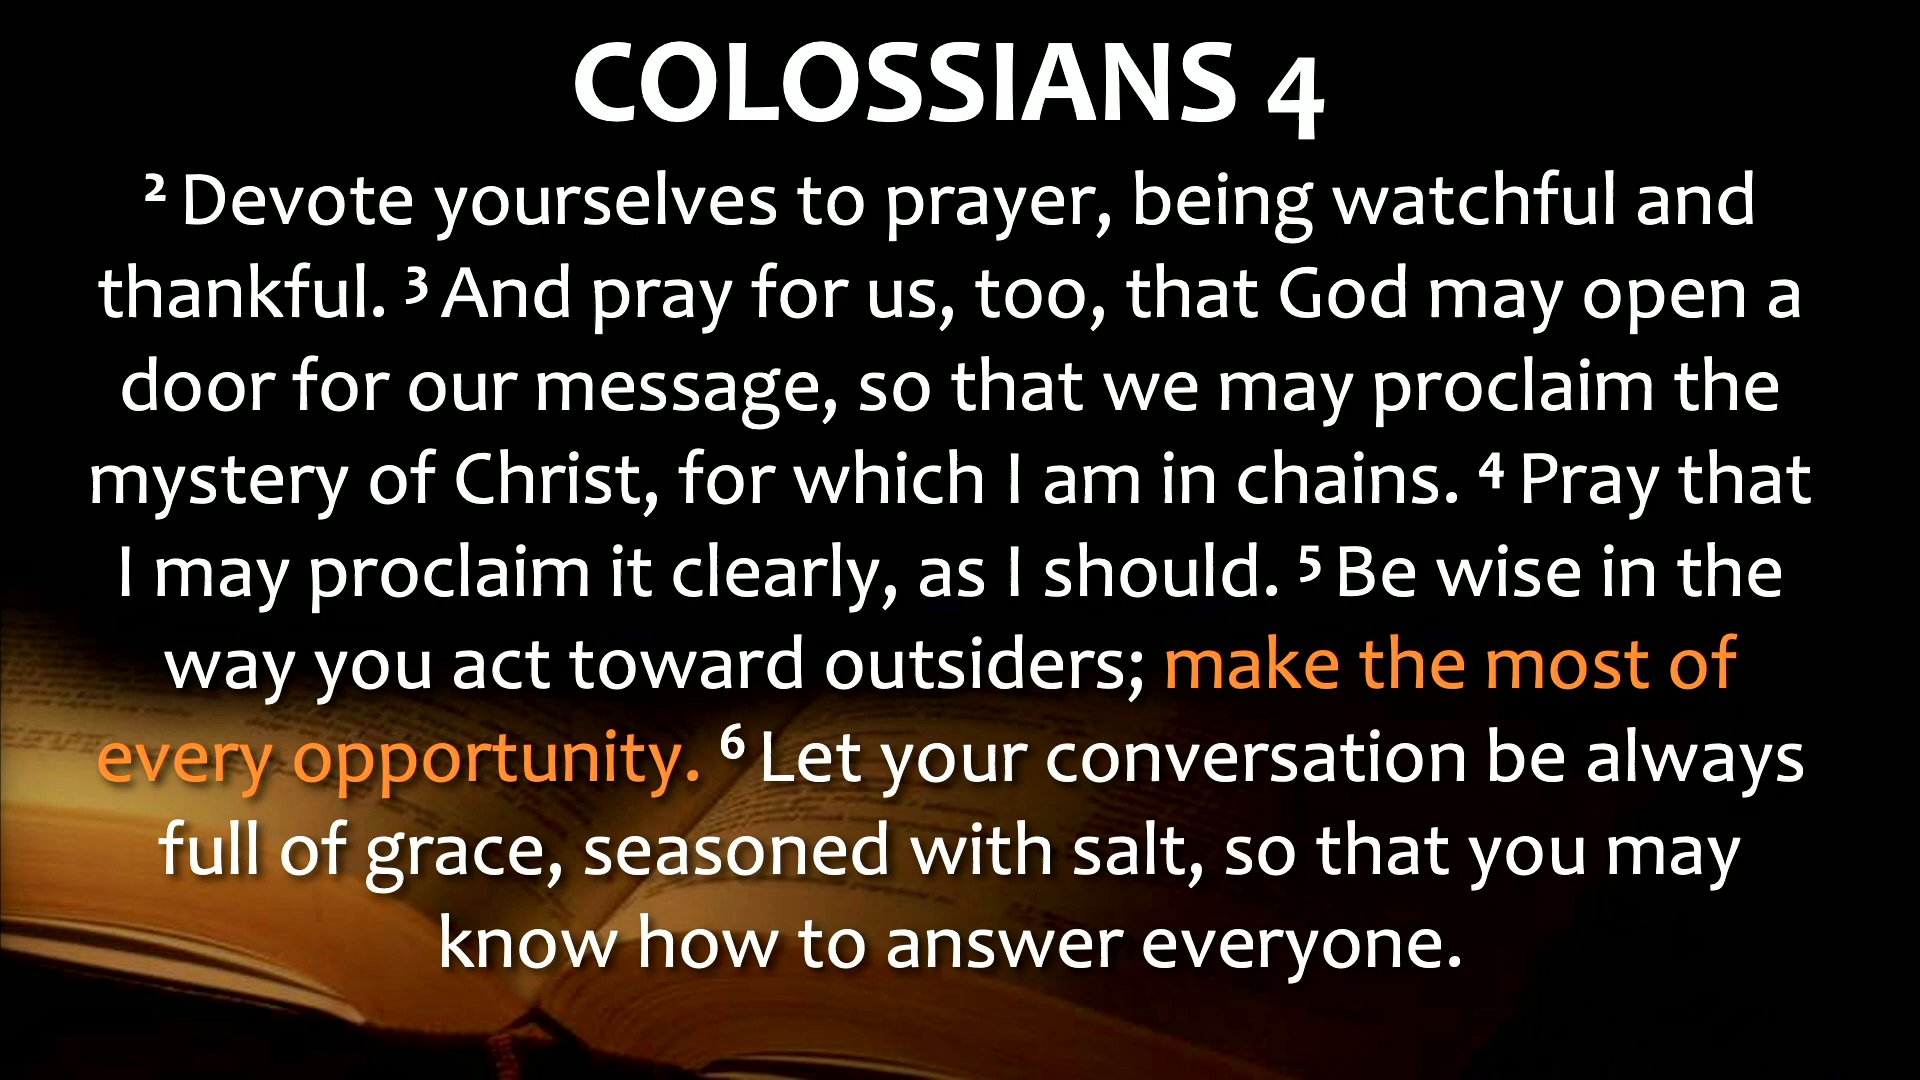 COLOSSIANS 4
² Devote yourselves to prayer, being watchful and
thankful. ³ And pray for us, too, that God may open a
door for our message, so that we may proclaim the
mystery of Christ, for which I am in chains. ⁴ Pray that
I may proclaim it clearly, as I should. ⁵ Be wise in the
way you act toward outsiders; make the most of
every opportunity. ⁶ Let your conversation be always
full of grace, seasoned with salt, so that you may
know how to answer everyone.